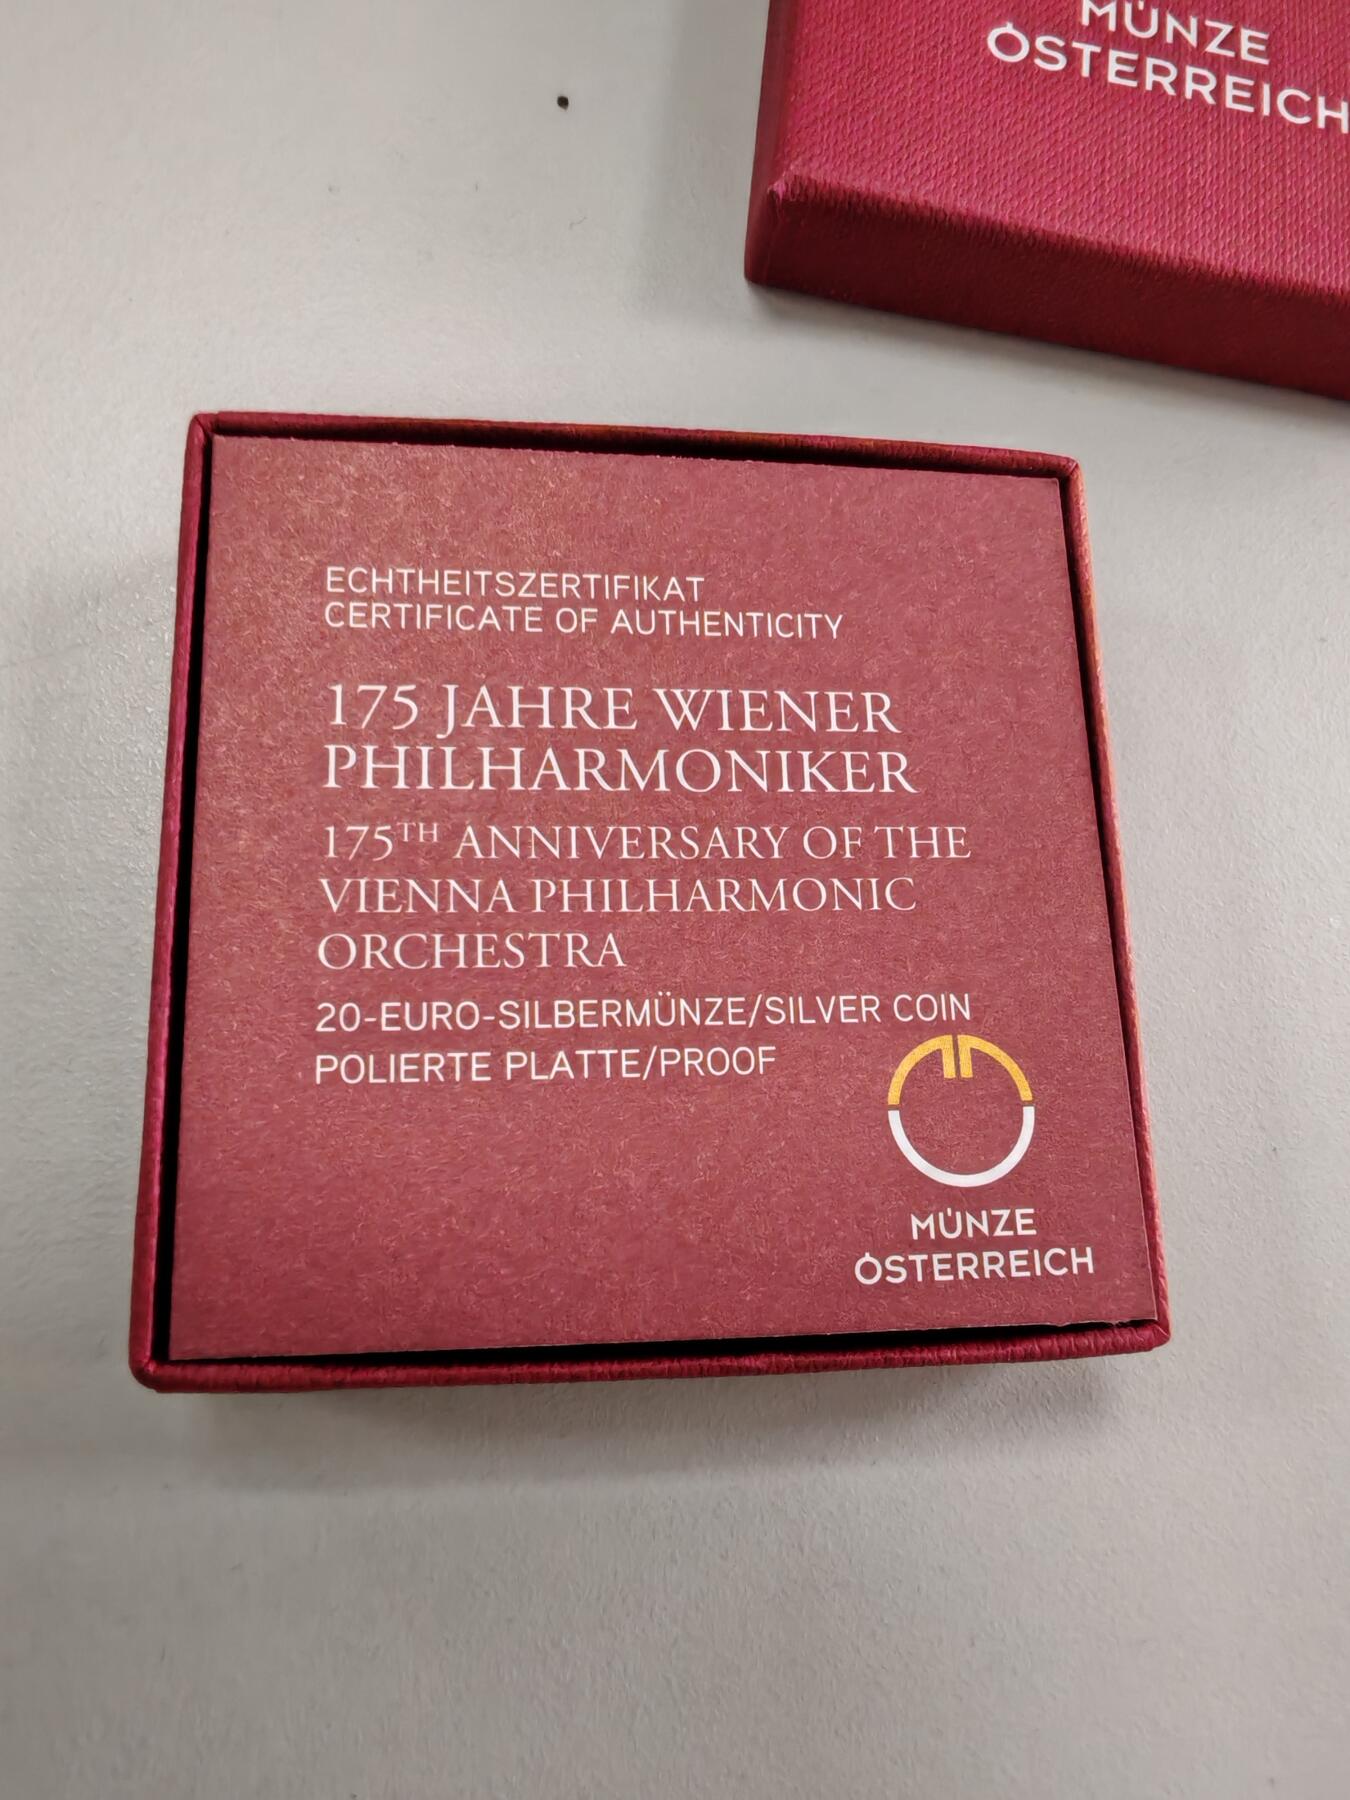 MÜNZE
ÖSTERREICH
ECHTHEITSZERTIFIKAT
CERTIFICATE OF AUTHENTICITY
175 JAHRE WIENER
PHILHARMONIKER
175TH ANNIVERSARY OF THE
VIENNA PHILHARMONIC
ORCHESTRA
20-EURO-SILBERMÜNZE/SILVER COIN
POLIERTE PLATTE/PROOF
MÜNZE
ÖSTERREICH